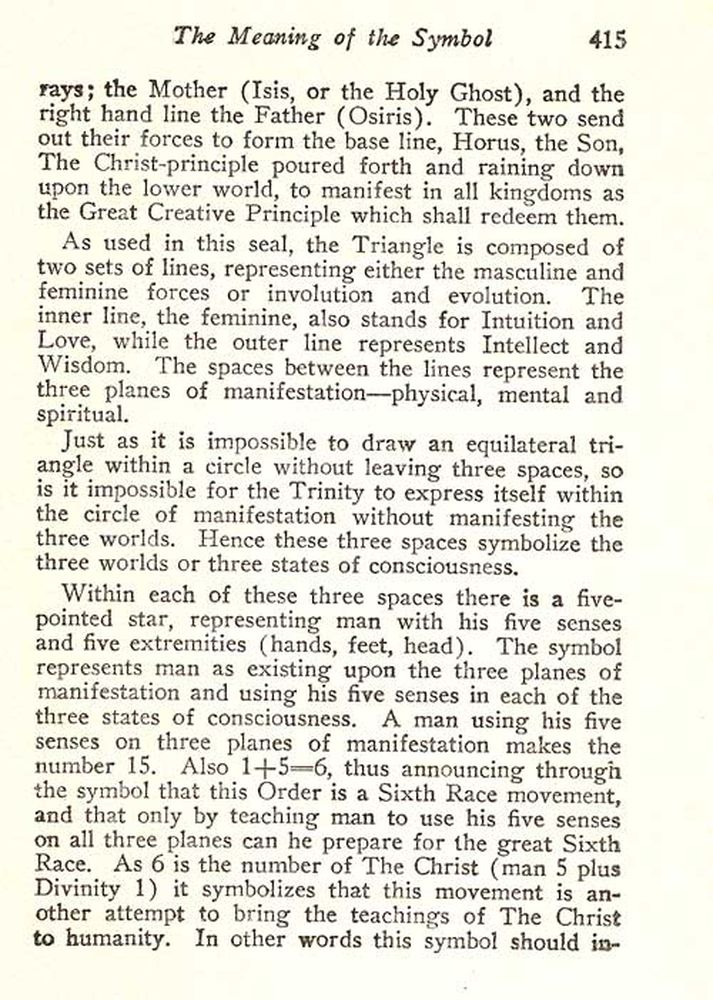 The Meaning of the Symbol 415
rays; the Mother (Isis, or the Holy Ghost), and the
right hand line the Father (Osiris). These two send
out their forces to form the base line, Horus, the Son,
The Christ-principle poured forth and raining down
upon the lower world, to manifest in all kingdoms as
the Great Creative Principle which shall redeem them.
As used in this seal, the Triangle is composed of
two sets of lines, representing either the masculine and
feminine forces or involution and evolution. The
inner line, the feminine, also stands for Intuition and
Love, while the outer line represents Intellect and
Wisdom. The spaces between the lines represent the
three planes of manifestation—physical, mental and
spiritual.
Just as it is impossible to draw an equilateral tri-
angle within a circle without leaving three spaces, so
is it impossible for the Trinity to express itself within
the circle of manifestation without manifesting the
three worlds. Hence these three spaces symbolize the
three worlds or three states of consciousness.
Within each of these three spaces there is a five-
pointed star, representing man with his five senses
and five extremities (hands, feet, head). The symbol
represents man as existing upon the three planes of
manifestation and using his five senses in each of the
three states of consciousness. A man using his five
senses on three planes of manifestation makes the
number 15. Also 1+5=6, thus announcing through
the symbol that this Order is a Sixth Race movement,
and that only by teaching man to use his five senses
on all three planes can he prepare for the great Sixth
Race. As 6 is the number of The Christ (man 5 plus
Divinity 1) it symbolizes that this movement is an-
other attempt to bring the teachings of The Christ
to humanity. In other words this symbol should in-